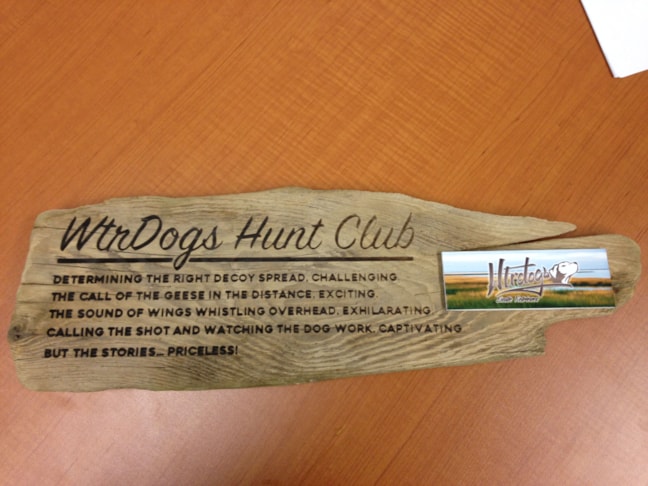 WtrDogs Hunt Club
DETERMINING THE RIGHT DECOY SPREAD, CHALLENGING.
THE CALL OF THE GEESE IN THE DISTANCE, EXCITING.
THE SOUND OF WINGS WHISTLING OVERHEAD, EXHILARATING.
CALLING THE SHOT AND WATCHING THE DOG WORK, CAPTIVATING.
BUT THE STORIES... PRICELESS!
Wtrdogs